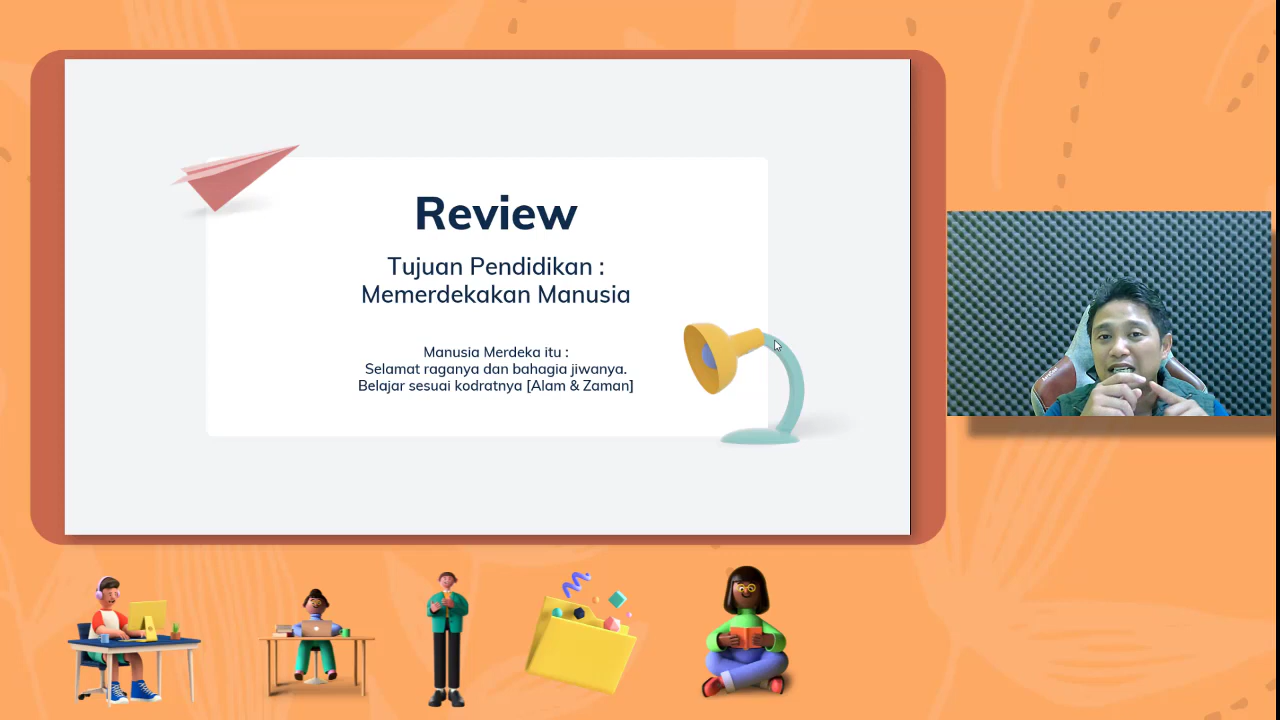 Review
Tujuan Pendidikan :
Memerdekakan Manusia
Manusia Merdeka itu :
Selamat raganya dan bahagia jiwanya.
Belajar sesuai kodratnya [Alam & Zaman]